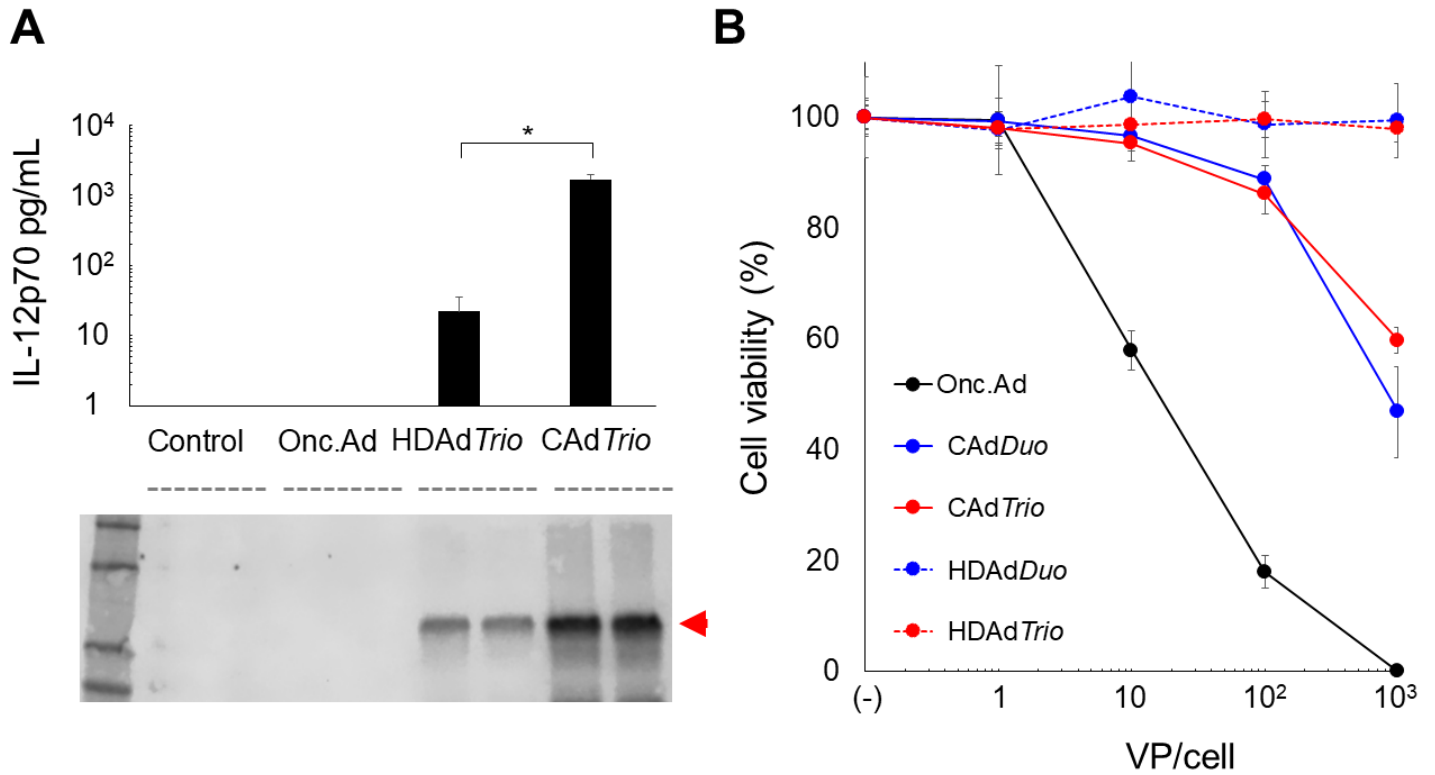 A
IL-12p70 pg/mL
10⁴
10³
10²
10
1
*
Control Onc.Ad HDAdTrio CAdTrio
B
Cell viability (%)
100
80
60
40
20
0
Onc.Ad
CAdDuo
CAdTrio
HDAdDuo
HDAdTrio
(-) 1 10 10² 10³
VP/cell